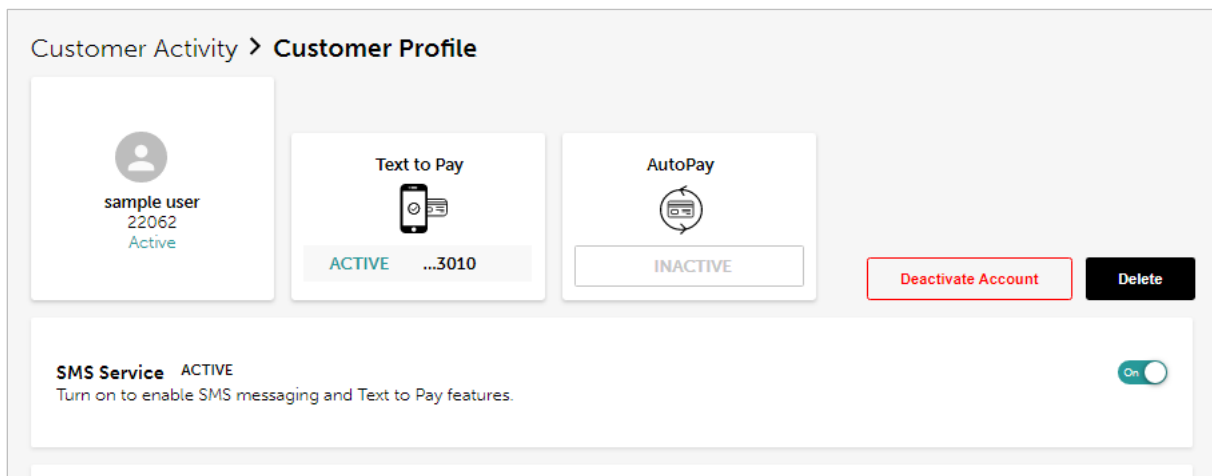 Customer Activity > Customer Profile
sample user
22062
Active
Text to Pay
ACTIVE ...3010
AutoPay
INACTIVE
Deactivate Account
Delete
SMS Service ACTIVE
Turn on to enable SMS messaging and Text to Pay features.
On